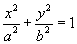 x²/a² + y²/b² = 1